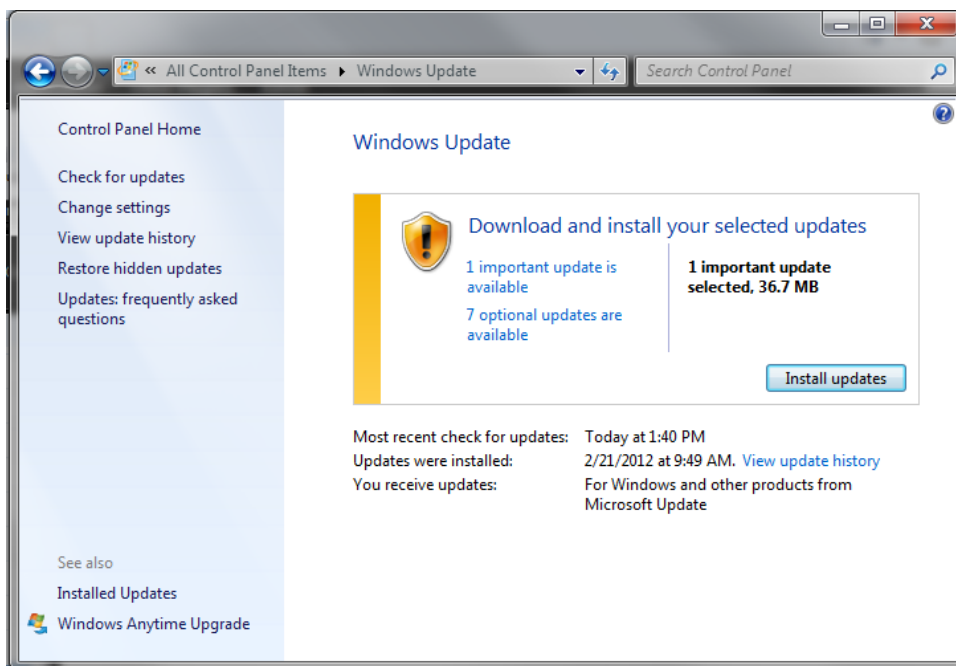 « All Control Panel Items ▸ Windows Update
Search Control Panel
Control Panel Home
Check for updates
Change settings
View update history
Restore hidden updates
Updates: frequently asked
questions
See also
Installed Updates
Windows Anytime Upgrade
Windows Update
Download and install your selected updates
1 important update is
available
7 optional updates are
available
1 important update
selected, 36.7 MB
Install updates
Most recent check for updates: Today at 1:40 PM
Updates were installed: 2/21/2012 at 9:49 AM. View update history
You receive updates: For Windows and other products from
Microsoft Update